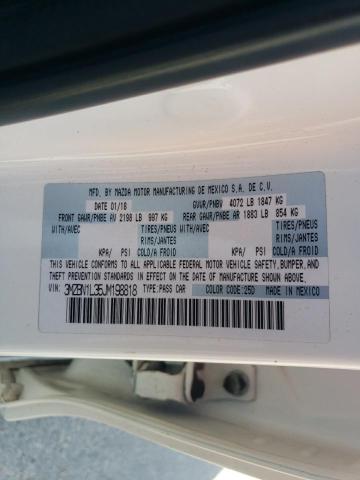 MFD. BY MAZDA MOTOR MANUFACTURING DE MEXICO S.A. DE C.V.
DATE 01/18 GVWR/PNBV 4072 LB 1847 KG
FRONT GAWR/PNBE AV 2198 LB 997 KG REAR GAWR/PNBE AR 1883 LB 854 KG
WITH/AVEC TIRES/PNEUS WITH/AVEC TIRES/PNEUS
RIMS/JANTES RIMS/JANTES
KPA/ PSI/ COLD/A FROID KPA/ PSI/ COLD/A FROID
THIS VEHICLE CONFORMS TO ALL APPLICABLE FEDERAL MOTOR VEHICLE SAFETY, BUMPER, AND
THEFT PREVENTION STANDARDS IN EFFECT ON THE DATE OF MANUFACTURE SHOWN ABOVE.
VIN: 3MZBN1L35JM198818 TYPE: PASS CAR COLOR CODE: 25D MADE IN MEXICO